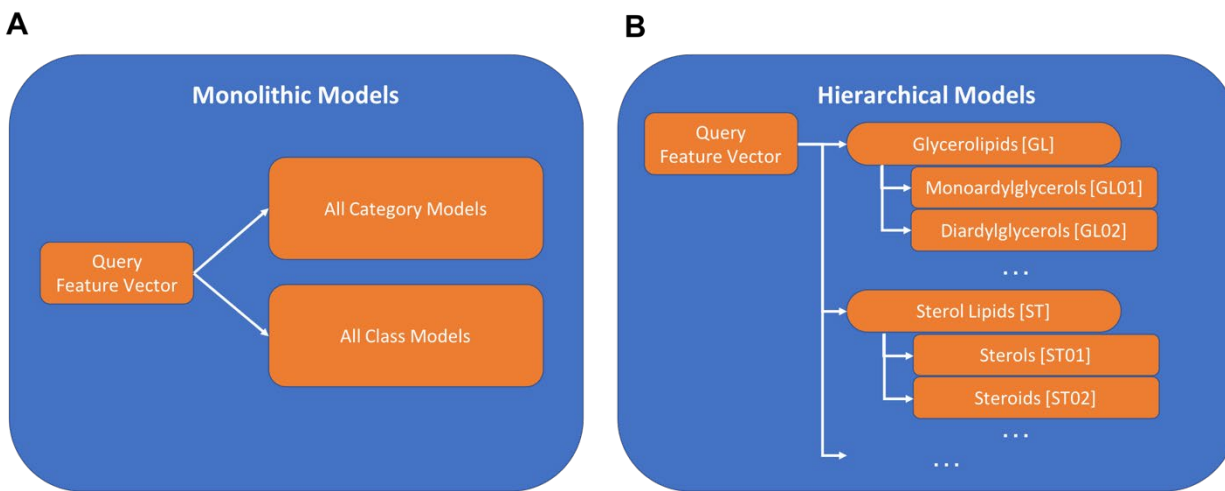 A
Monolithic Models
Query
Feature Vector
All Category Models
All Class Models
B
Hierarchical Models
Query
Feature Vector
Glycerolipids [GL]
Monoardylglycerols [GL01]
Diardylglycerols [GL02]
...
Sterol Lipids [ST]
Sterols [ST01]
Steroids [ST02]
...
...